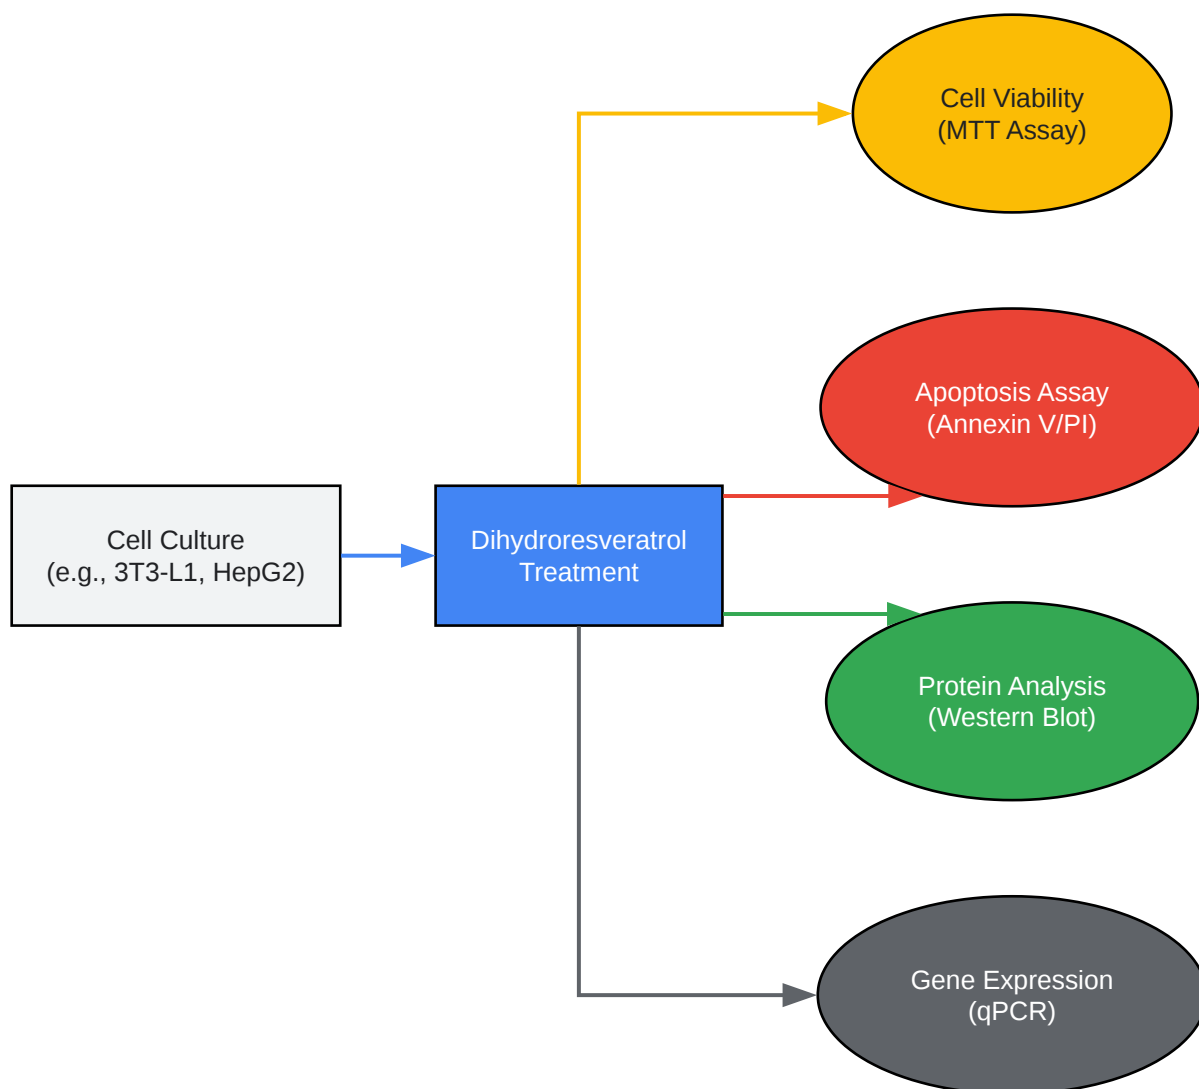 Cell Viability
(MTT Assay)
Apoptosis Assay
(Annexin V/PI)
Cell Culture
(e.g., 3T3-L1, HepG2)
Dihydroresveratrol
Treatment
Protein Analysis
(Western Blot)
Gene Expression
(qPCR)